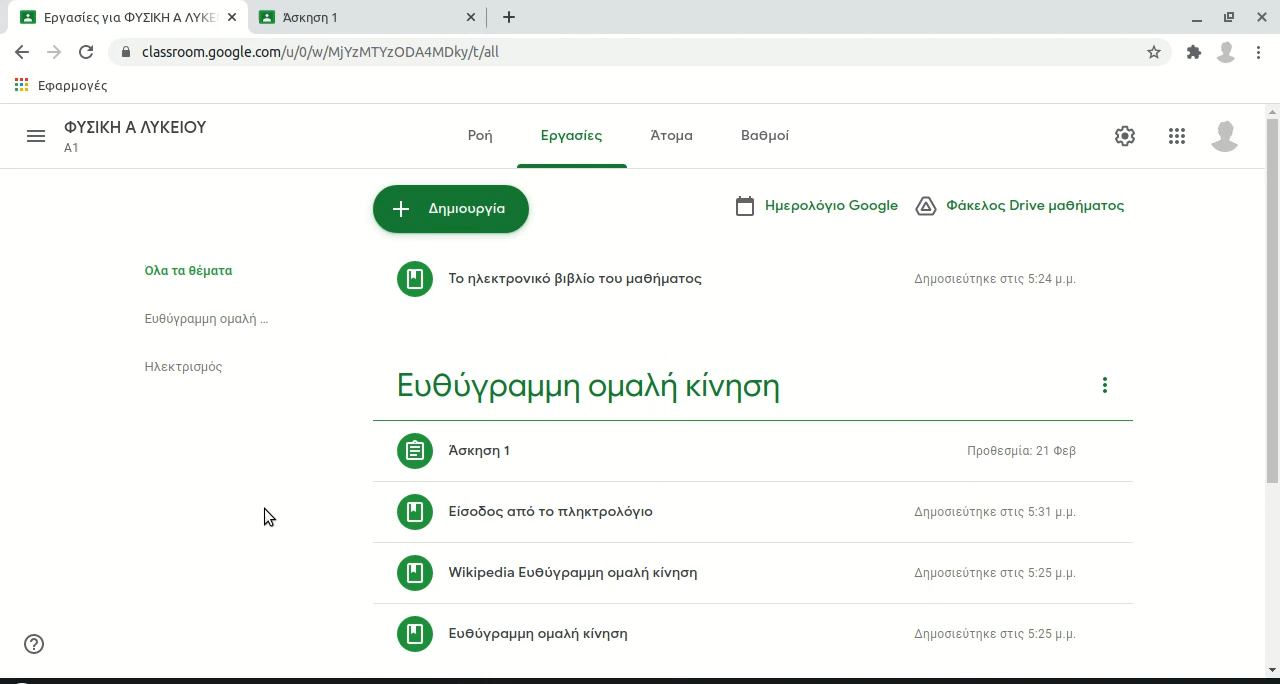 Εργασίες για ΦΥΣΙΚΗ Α ΛΥΚΕΙ
Άσκηση 1
classroom.google.com/u/0/w/MjYzMTYzODA4MDky/t/all
Εφαρμογές
ΦΥΣΙΚΗ Α ΛΥΚΕΙΟΥ
Α1
Ροή
Εργασίες
Άτομα
Βαθμοί
Δημιουργία
Ημερολόγιο Google
Φάκελος Drive μαθήματος
Όλα τα θέματα
Ευθύγραμμη ομαλή ...
Ηλεκτρισμός
Το ηλεκτρονικό βιβλίο του μαθήματος
Δημοσιεύτηκε στις 5:24 μ.μ.
Ευθύγραμμη ομαλή κίνηση
Άσκηση 1
Προθεσμία: 21 Φεβ
Είσοδος από το πληκτρολόγιο
Δημοσιεύτηκε στις 5:31 μ.μ.
Wikipedia Ευθύγραμμη ομαλή κίνηση
Δημοσιεύτηκε στις 5:25 μ.μ.
Ευθύγραμμη ομαλή κίνηση
Δημοσιεύτηκε στις 5:25 μ.μ.